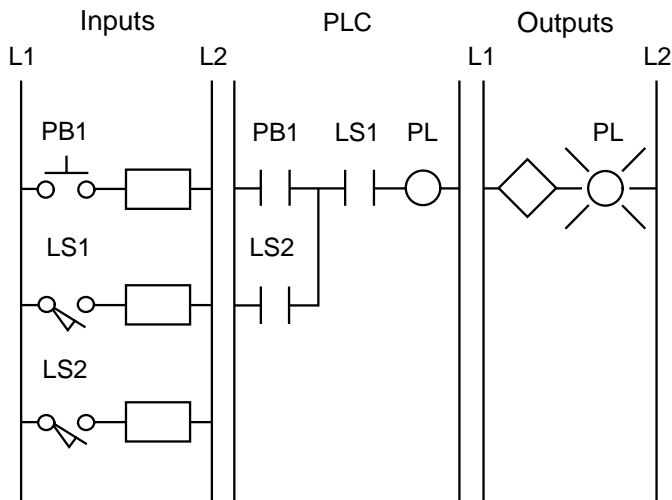 Inputs PLC Outputs
L1 L2 L1 L2
PB1 PB1 LS1 PL PL
LS1 LS2
LS2